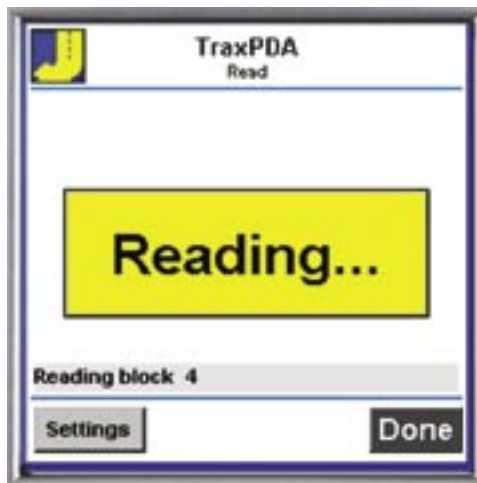 TraxPDA
Read
Reading...
Reading block 4
Settings
Done